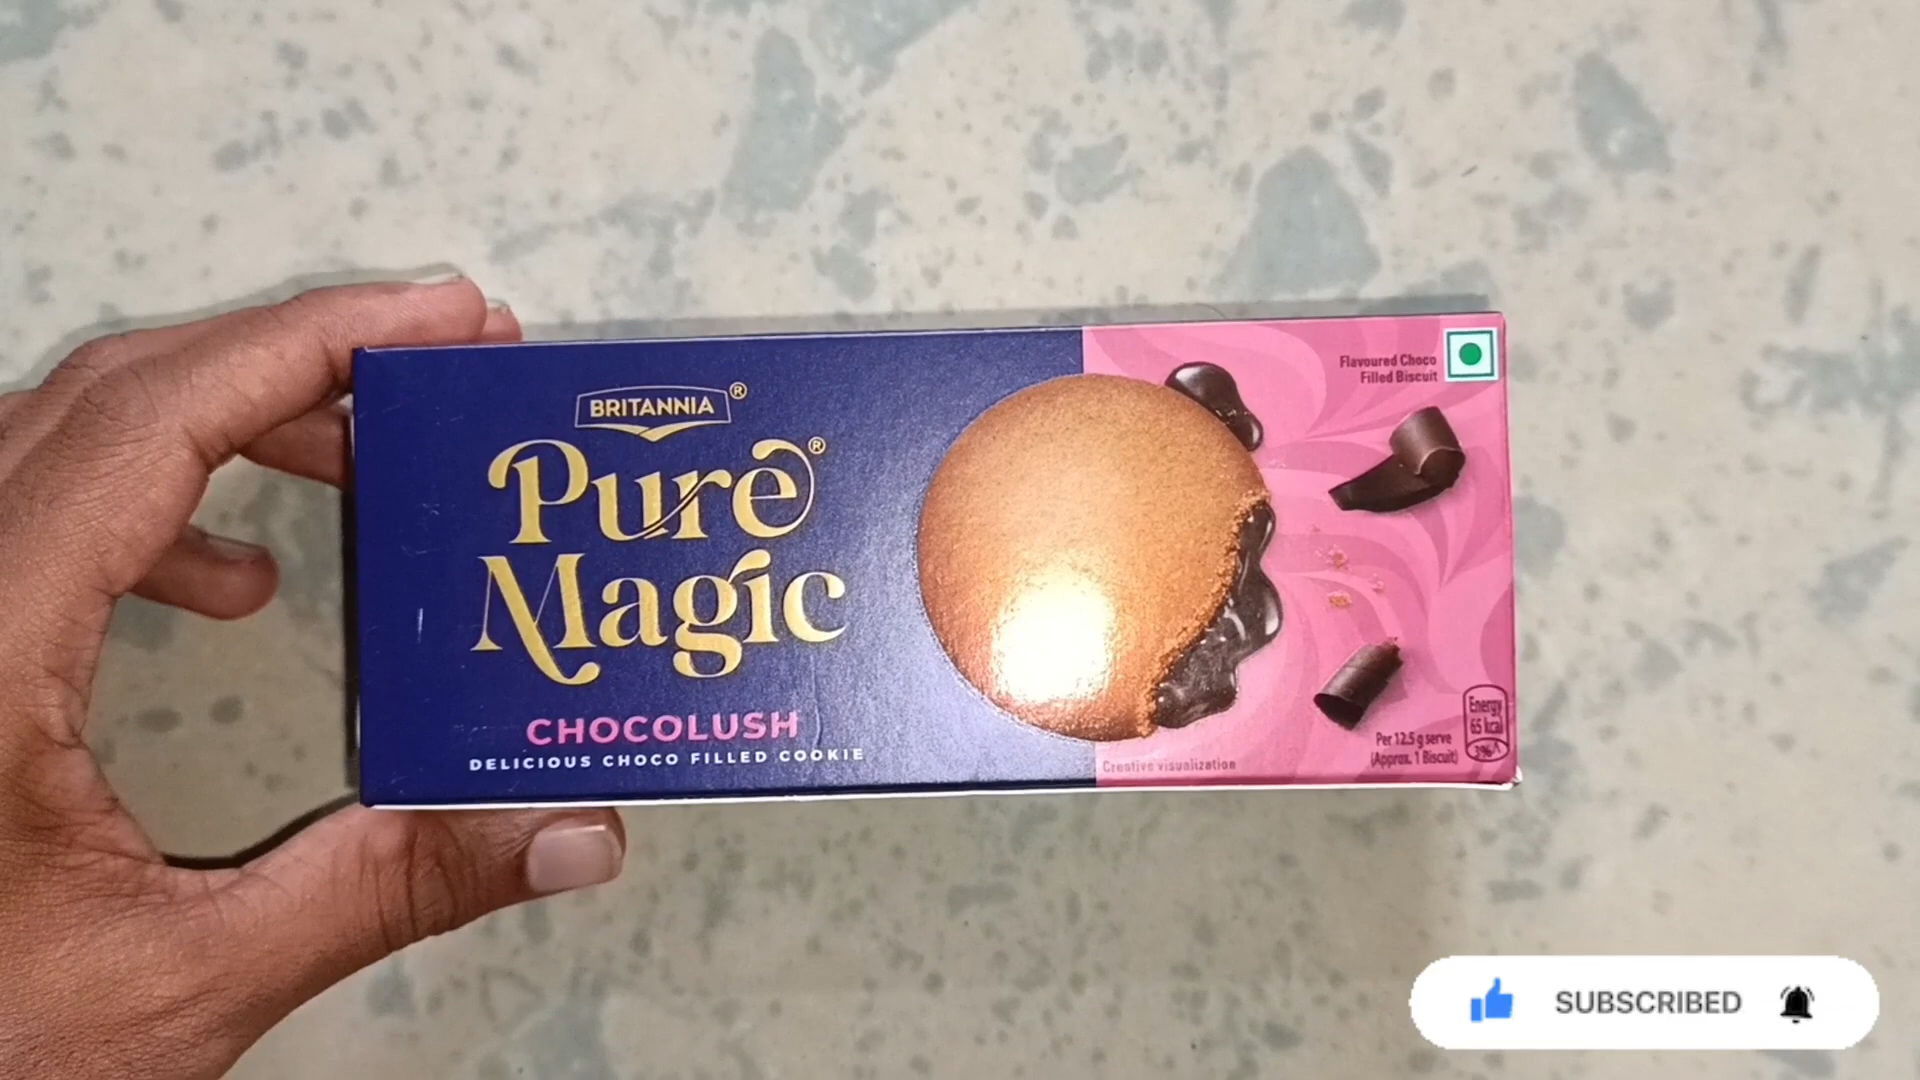 BRITANNIA®
Pure®
Magic
CHOCOLUSH
DELICIOUS CHOCO FILLED COOKIE
Flavoured Choco
Filled Biscuit
Creative visualization
Per 12.5 g serve
(Approx. 1 Biscuit)
Energy
65 kcal
3%^
SUBSCRIBED